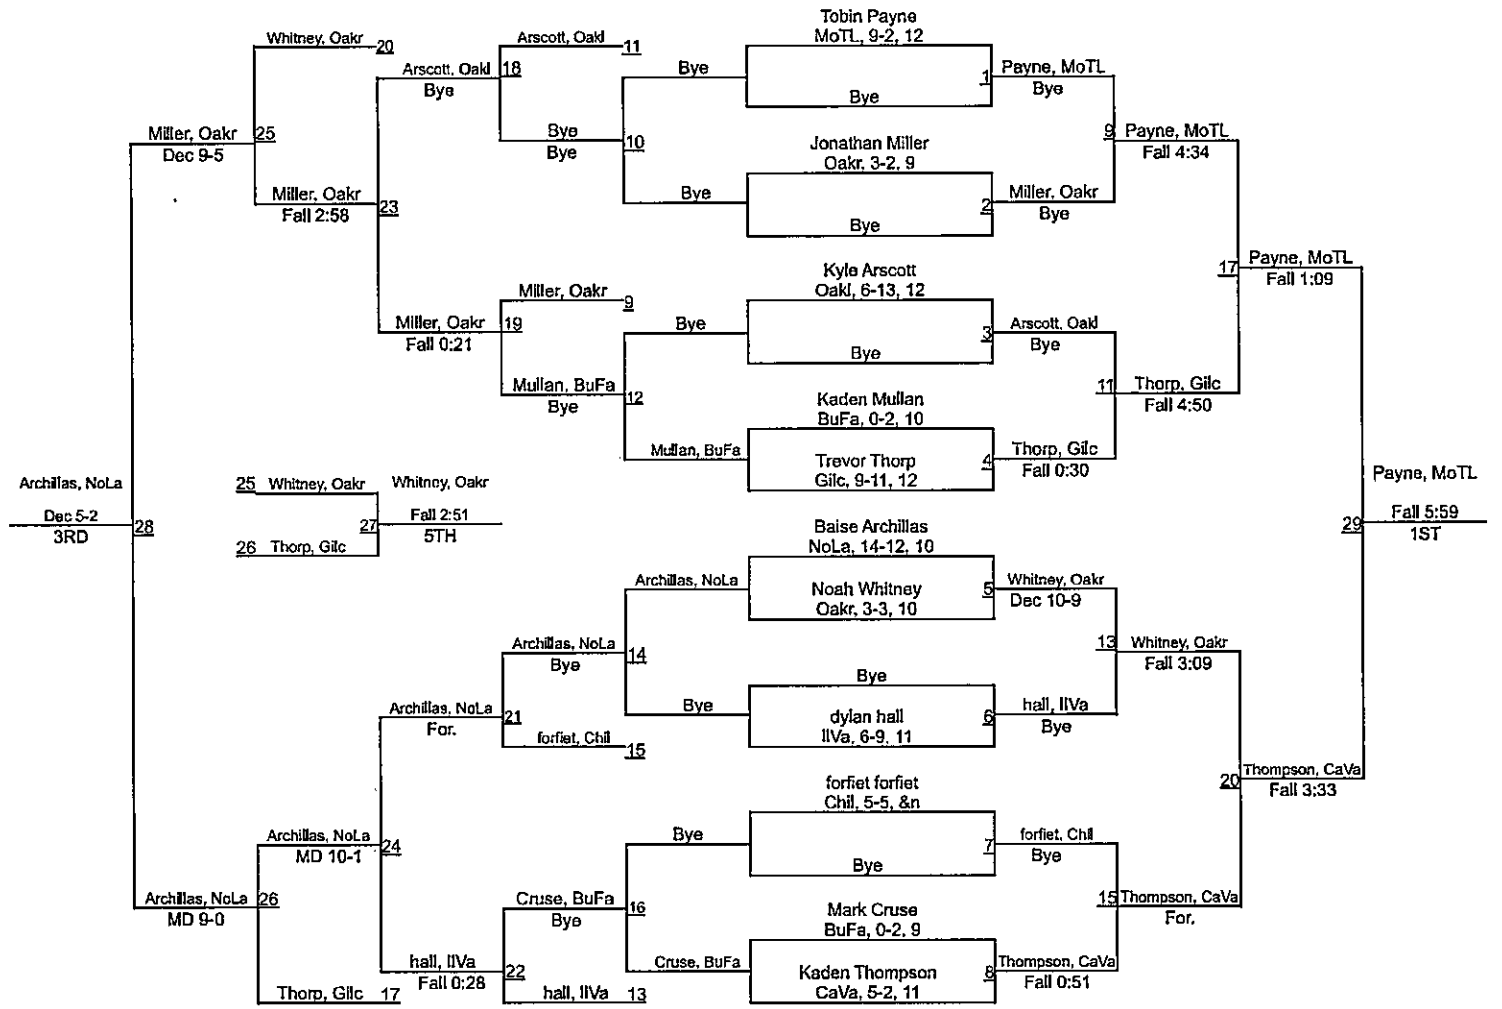 Tobin Payne
MoTL, 9-2, 12
Whitney, Oakr 20
Arscott, Oakl 11
Arscott, Oakl 18
Bye
Bye
Bye
1 Payne, MoTL
Bye
Miller, Oakr 25
Dec 9-5
Bye
Bye
10
Jonathan Miller
Oakr, 3-2, 9
9 Payne, MoTL
Fall 4:34
Miller, Oakr
Fall 2:58
23
Bye
Bye
2 Miller, Oakr
Bye
Kyle Arscott
Oakl, 6-13, 12
17 Payne, MoTL
Fall 1:09
Miller, Oakr 9
Miller, Oakr 19
Fall 0:21
Bye
Bye
3 Arscott, Oakl
Bye
Mullan, BuFa
Bye
12
Kaden Mullan
BuFa, 0-2, 10
11 Thorp, Gilc
Fall 4:50
Mullan, BuFa
Trevor Thorp
Gilc, 9-11, 12
4 Thorp, Gilc
Fall 0:30
Archillas, NoLa
Dec 5-2
3RD
28
25 Whitney, Oakr
26 Thorp, Gilc
27
Whitney, Oakr
Fall 2:51
5TH
Payne, MoTL
29 Fall 5:59
1ST
Baise Archillas
NoLa, 14-12, 10
Archillas, NoLa
Noah Whitney
Oakr, 3-3, 10
5 Whitney, Oakr
Dec 10-9
Archillas, NoLa 14
Bye
13 Whitney, Oakr
Fall 3:09
Bye
Bye
dylan hall
IIVa, 6-9, 11
6 hall, IIVa
Bye
Archillas, NoLa 21
For.
forfiet, Chil 15
20 Thompson, CaVa
Fall 3:33
forfiet forfiet
Chil, 5-5, &n
Archillas, NoLa 24
MD 10-1
Bye
Bye
7 forfiet, Chil
Bye
Archillas, NoLa 26
MD 9-0
Cruse, BuFa 16
Bye
Mark Cruse
BuFa, 0-2, 9
15 Thompson, CaVa
For.
hall, IIVa 22
Fall 0:28
Cruse, BuFa
Kaden Thompson
CaVa, 5-2, 11
8 Thompson, CaVa
Fall 0:51
Thorp, Gilc 17
hall, IIVa 13